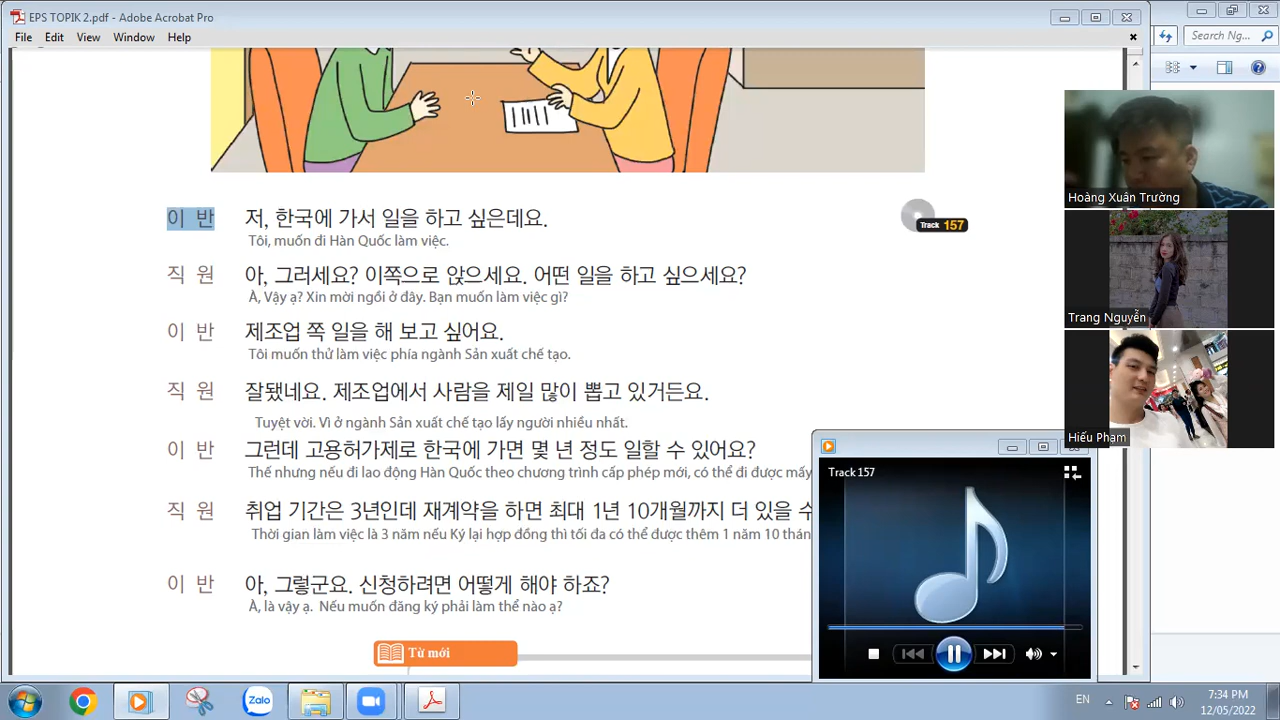 EPS TOPIK 2.pdf - Adobe Acrobat Pro
File Edit View Window Help
Search Ng...
이 반 저, 한국에 가서 일을 하고 싶은데요.
Tôi, muốn đi Hàn Quốc làm việc.
Track 157
직 원 아, 그러세요? 이쪽으로 앉으세요. 어떤 일을 하고 싶으세요?
À, Vậy ạ? Xin mời ngồi ở đây. Bạn muốn làm việc gì?
이 반 제조업 쪽 일을 해 보고 싶어요.
Tôi muốn thử làm việc phía ngành Sản xuất chế tạo.
직 원 잘됐네요. 제조업에서 사람을 제일 많이 뽑고 있거든요.
Tuyệt vời. Vì ở ngành Sản xuất chế tạo lấy người nhiều nhất.
이 반 그런데 고용허가제로 한국에 가면 몇 년 정도 일할 수 있어요?
Thế nhưng nếu đi lao động Hàn Quốc theo chương trình cấp phép mới, có thể đi được mấy
직 원 취업 기간은 3년인데 재계약을 하면 최대 1년 10개월까지 더 있을 수
Thời gian làm việc là 3 năm nếu Ký lại hợp đồng thì tối đa có thể được thêm 1 năm 10 thán
이 반 아, 그렇군요. 신청하려면 어떻게 해야 하죠?
À, là vậy ạ. Nếu muốn đăng ký phải làm thế nào ạ?
Từ mới
Hoàng Xuân Trường
Trang Nguyễn
Hiếu Phạm
Track 157
Zalo
EN
7:34 PM
12/05/2022